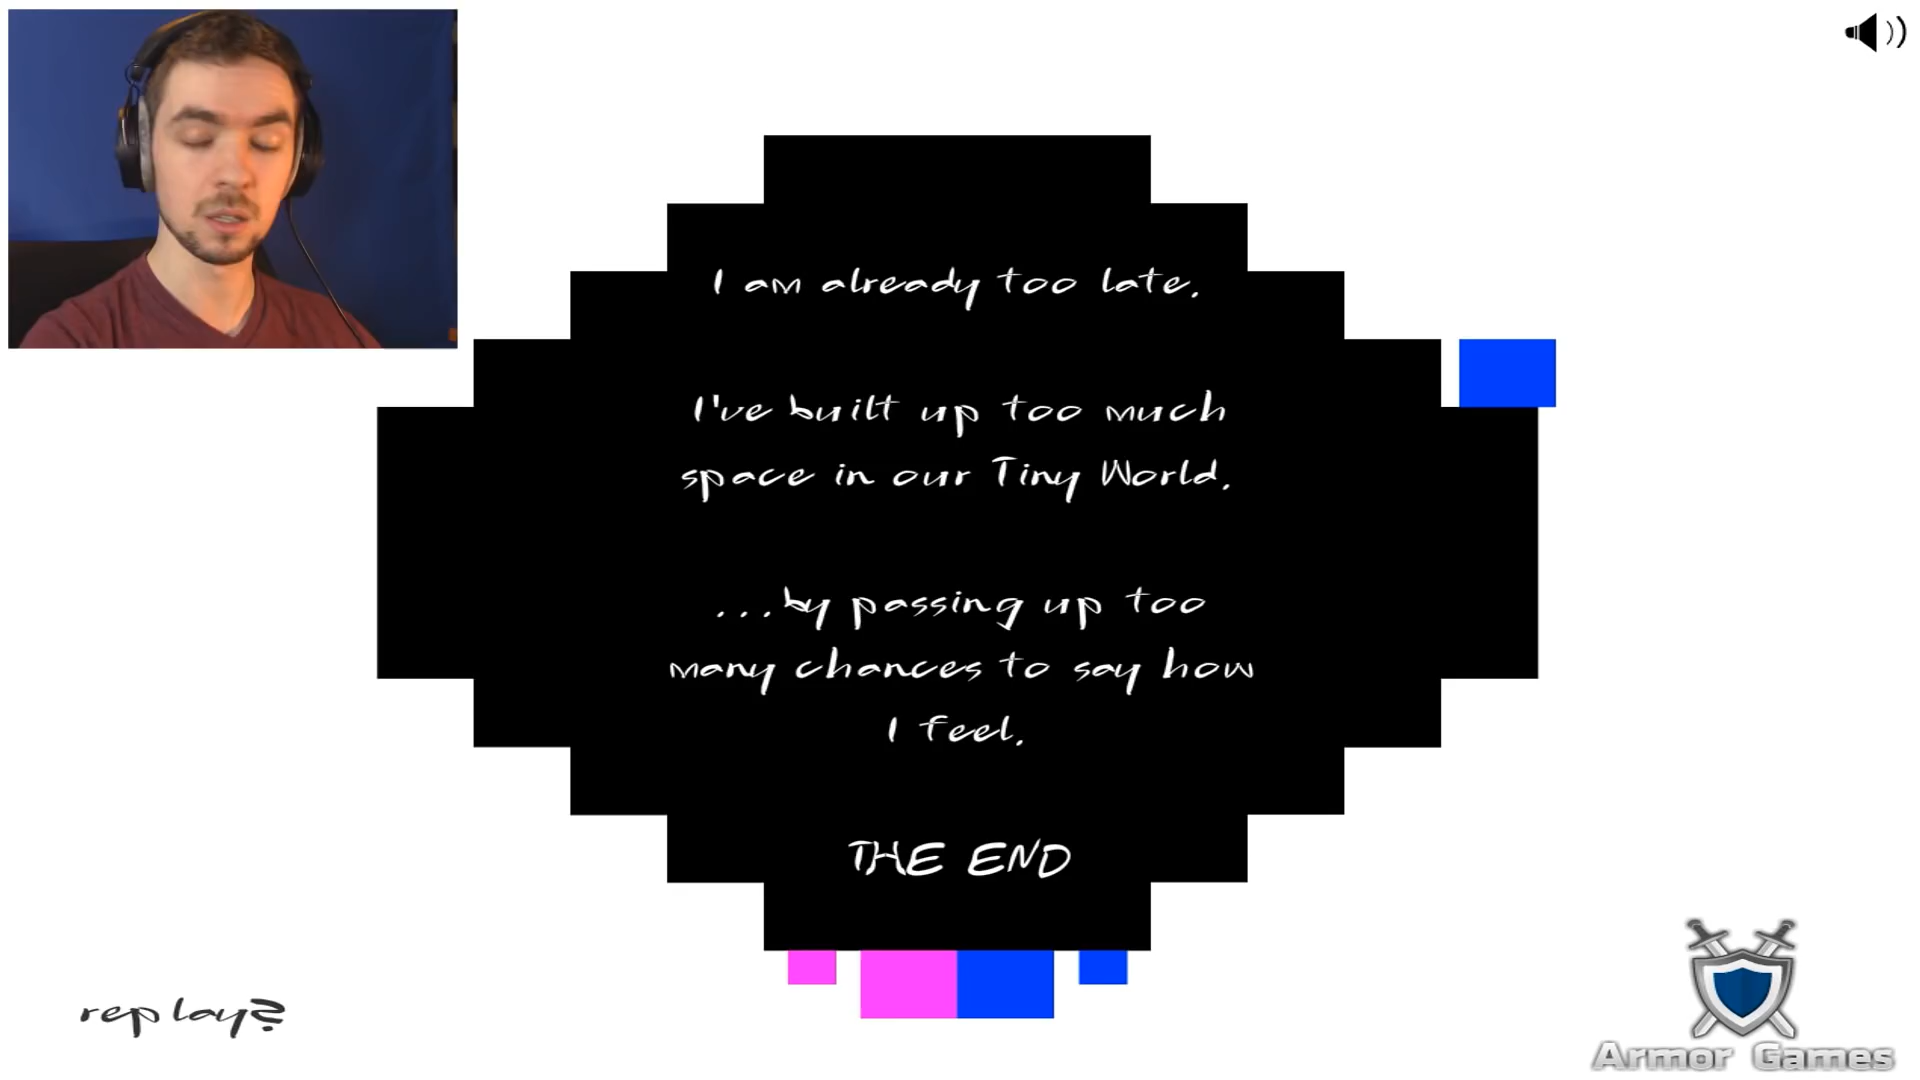 I am already too late.
I've built up too much
space in our Tiny World.
...by passing up too
many chances to say how
I feel.
THE END
replay?
Armor Games